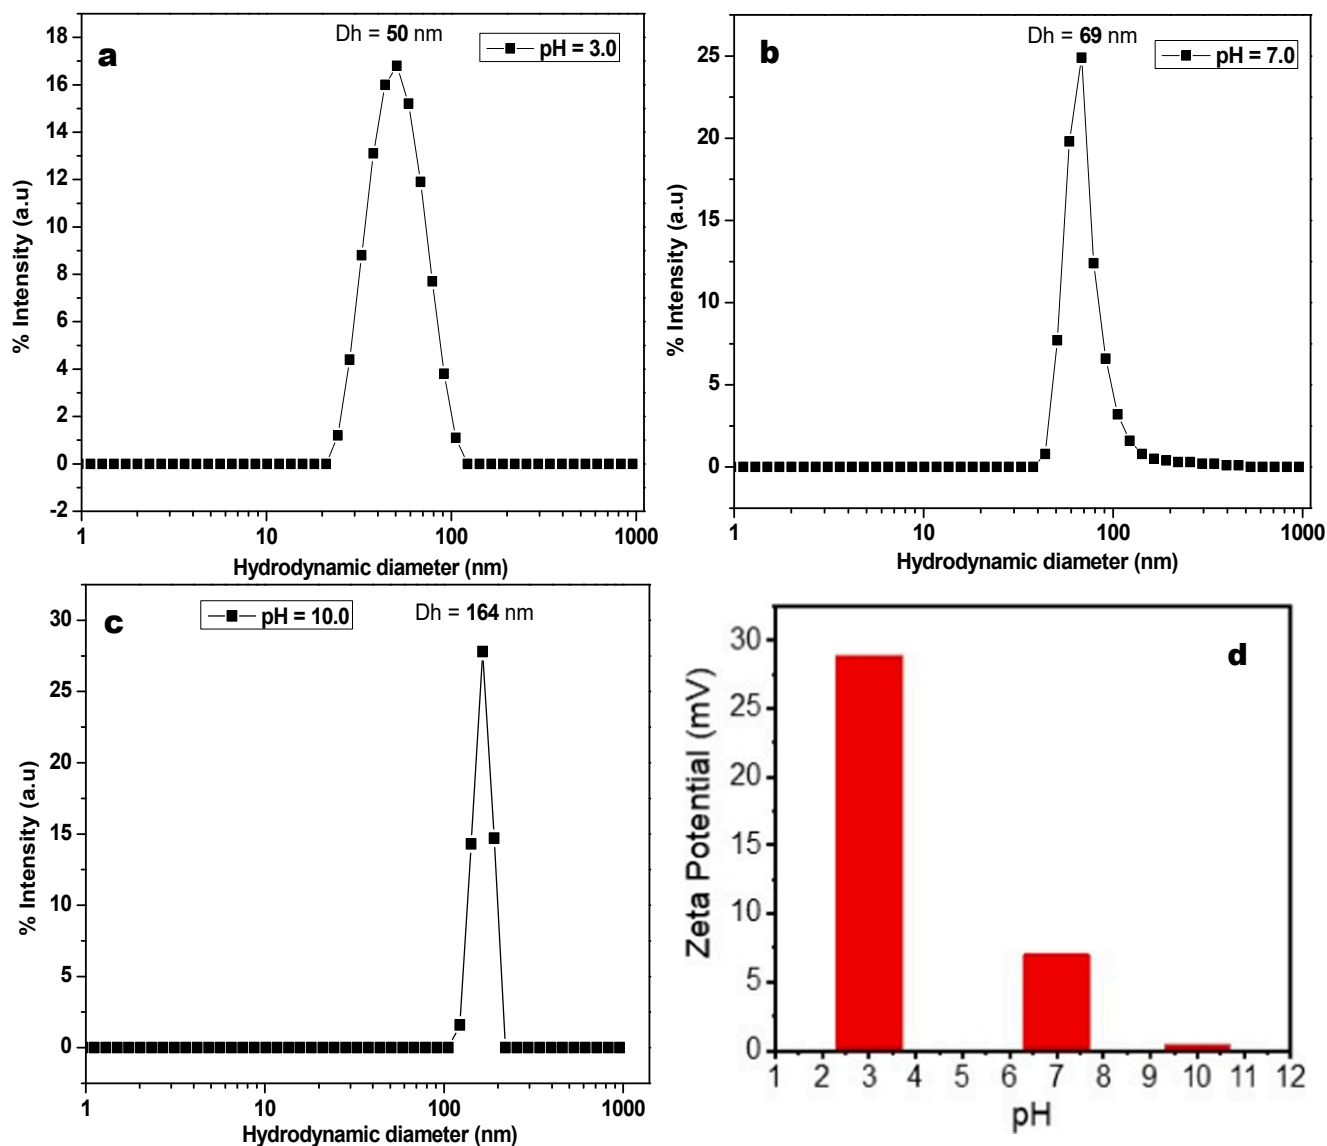 a
Dh = 50 nm
pH = 3.0
18
16
14
12
10
8
6
4
2
0
-2
% Intensity (a.u)
1
10
100
1000
Hydrodynamic diameter (nm)
b
Dh = 69 nm
pH = 7.0
25
20
15
10
5
0
% Intensity (a.u)
1
10
100
1000
Hydrodynamic diameter (nm)
c
pH = 10.0
Dh = 164 nm
30
25
20
15
10
5
0
% Intensity (a.u)
1
10
100
1000
Hydrodynamic diameter (nm)
d
30
25
20
15
10
5
0
Zeta Potential (mV)
1 2 3 4 5 6 7 8 9 10 11 12
pH